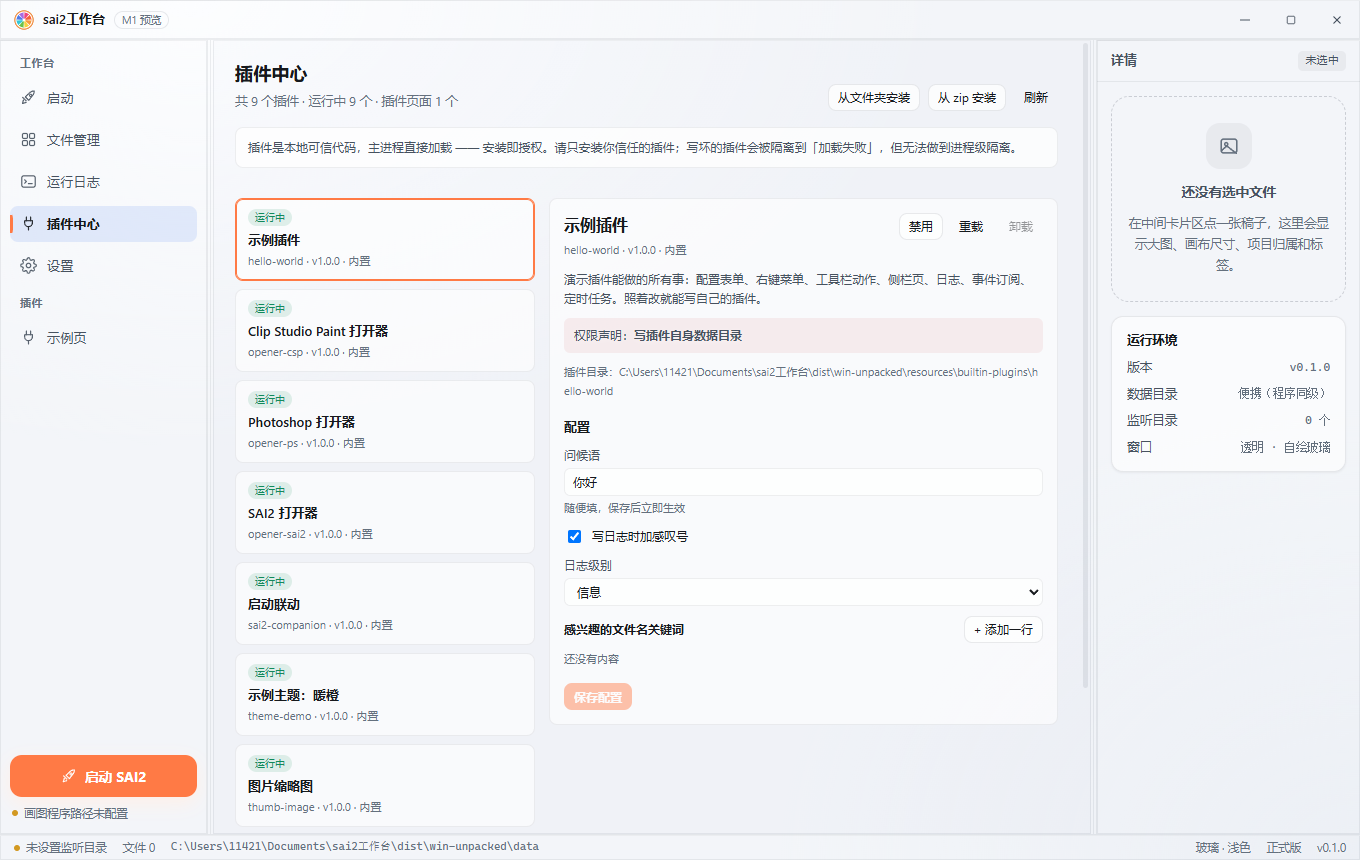 sai2工作台 M1 预览
工作台
启动
文件管理
运行日志
插件中心
设置
插件
示例页
启动 SAI2
画图程序路径未配置
插件中心
共 9 个插件 · 运行中 9 个 · 插件页面 1 个
从文件夹安装 从 zip 安装 刷新
插件是本地可信代码，主进程直接加载 —— 安装即授权。请只安装你信任的插件；写坏的插件会被隔离到「加载失败」，但无法做到进程级隔离。
运行中
示例插件
hello-world · v1.0.0 · 内置
运行中
Clip Studio Paint 打开器
opener-csp · v1.0.0 · 内置
运行中
Photoshop 打开器
opener-ps · v1.0.0 · 内置
运行中
SAI2 打开器
opener-sai2 · v1.0.0 · 内置
运行中
启动联动
sai2-companion · v1.0.0 · 内置
运行中
示例主题：暖橙
theme-demo · v1.0.0 · 内置
运行中
图片缩略图
thumb-image · v1.0.0 · 内置
示例插件
禁用 重载 卸载
hello-world · v1.0.0 · 内置
演示插件能做的所有事：配置表单、右键菜单、工具栏动作、侧栏页、日志、事件订阅、
定时任务。照着改就能写自己的插件。
权限声明：写插件自身数据目录
插件目录：C:\Users\11421\Documents\sai2工作台\dist\win-unpacked\resources\builtin-plugins\h
ello-world
配置
问候语
你好
随便填，保存后立即生效
写日志时加感叹号
日志级别
信息
感兴趣的文件名关键词 + 添加一行
还没有内容
保存配置
详情 未选中
还没有选中文件
在中间卡片区点一张稿子，这里会显
示大图、画布尺寸、项目归属和标
签。
运行环境
版本 v0.1.0
数据目录 便携（程序同级）
监听目录 0 个
窗口 透明 · 自绘玻璃
未设置监听目录 文件 0 C:\Users\11421\Documents\sai2工作台\dist\win-unpacked\data
玻璃 · 浅色 正式版 v0.1.0